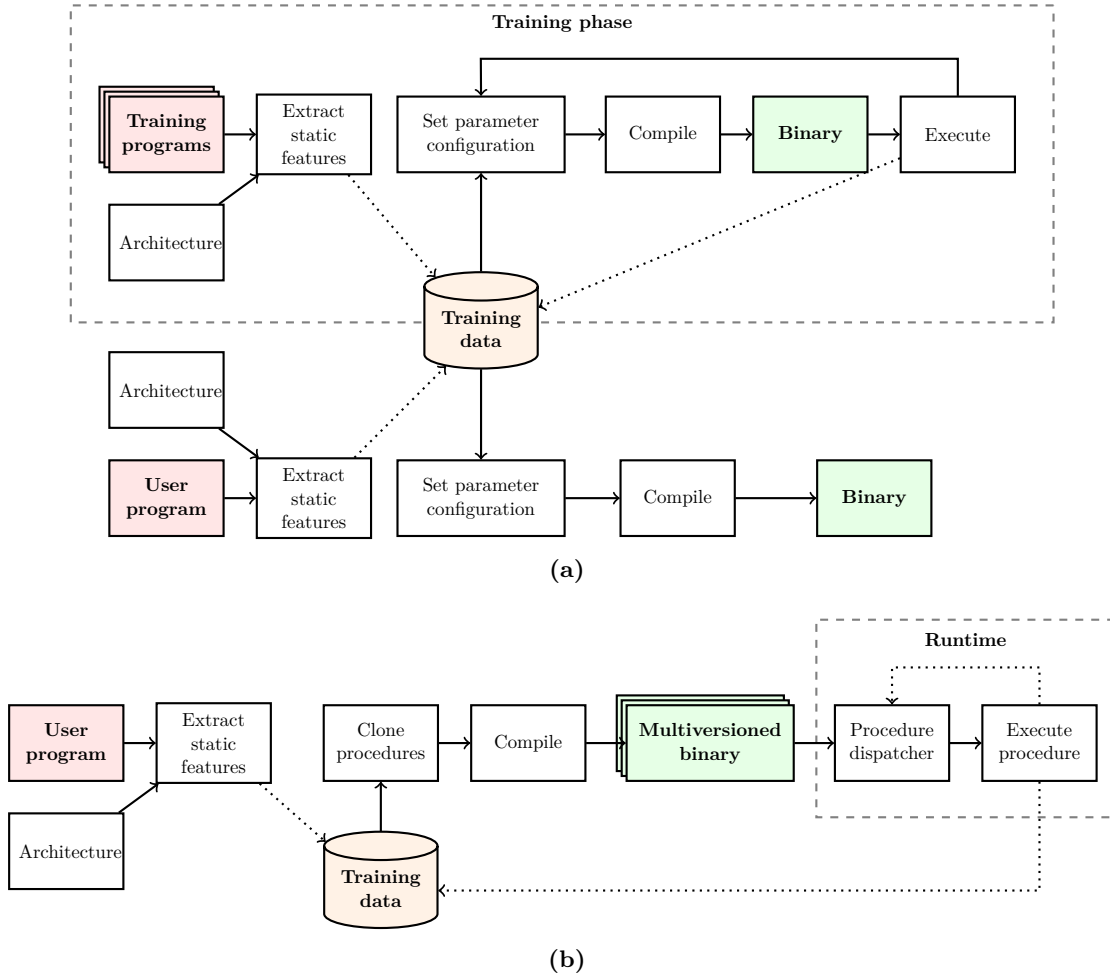 Training phase
Training
programs
Extract
static
features
Set parameter
configuration
Compile
Binary
Execute
Architecture
Training
data
Architecture
User
program
Extract
static
features
Set parameter
configuration
Compile
Binary
(a)
Runtime
User
program
Extract
static
features
Clone
procedures
Compile
Multiversioned
binary
Procedure
dispatcher
Execute
procedure
Architecture
Training
data
(b)